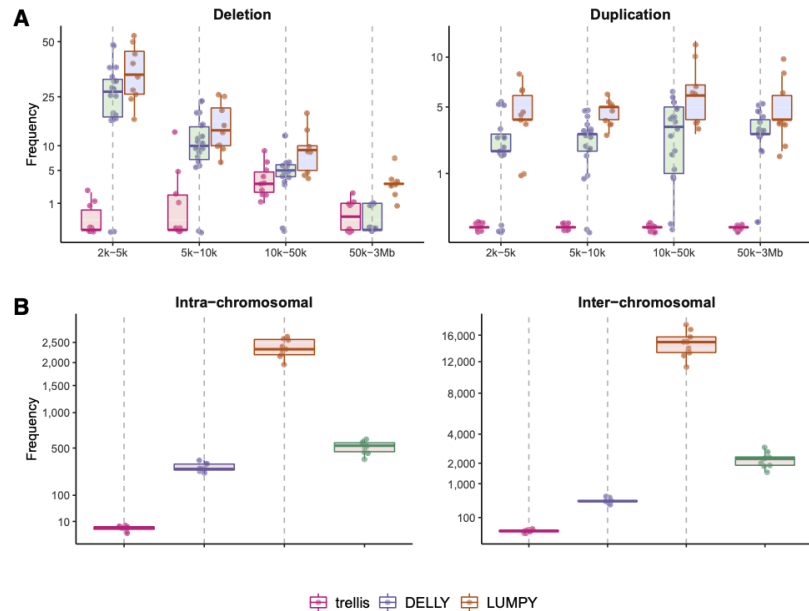 A
Deletion
Duplication
Frequency
50
25
10
5
1
10
5
1
2k−5k
5k−10k
10k−50k
50k−3Mb
2k−5k
5k−10k
10k−50k
50k−3Mb
B
Intra−chromosomal
Inter−chromosomal
Frequency
2,500
2,000
1,500
1,000
500
100
10
16,000
12,000
8,000
4,000
2,000
1,000
100
trellis
DELLY
LUMPY